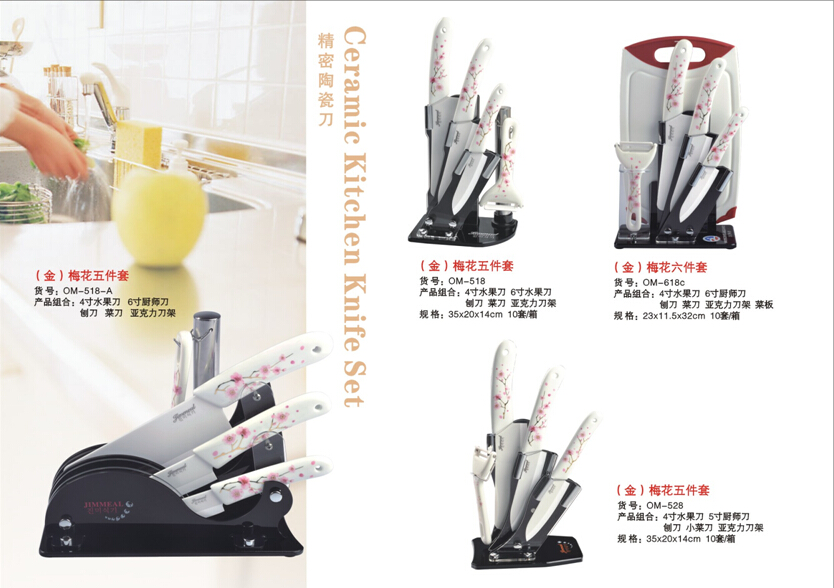 精密陶瓷刀
Ceramic Kitchen Knife Set
（金）梅花五件套
货 号：OM-518-A
产品组合：4寸水果刀 6寸厨师刀
刨刀 菜刀 亚克力刀架
JIMMEAL
（金）梅花五件套
货 号：OM-518
产品组合：4寸水果刀 6寸水果刀
刨刀 菜刀 亚克力刀架
规 格：35x20x14cm 10套/箱
（金）梅花六件套
货 号：OM-618c
产品组合：4寸水果刀 6寸厨师刀
刨刀 菜刀 亚克力刀架 菜板
规 格：23x11.5x32cm 10套/箱
（金）梅花五件套
货 号：OM-528
产品组合：4寸水果刀 5寸厨师刀
刨刀 小菜刀 亚克力刀架
规 格：35x20x14cm 10套/箱